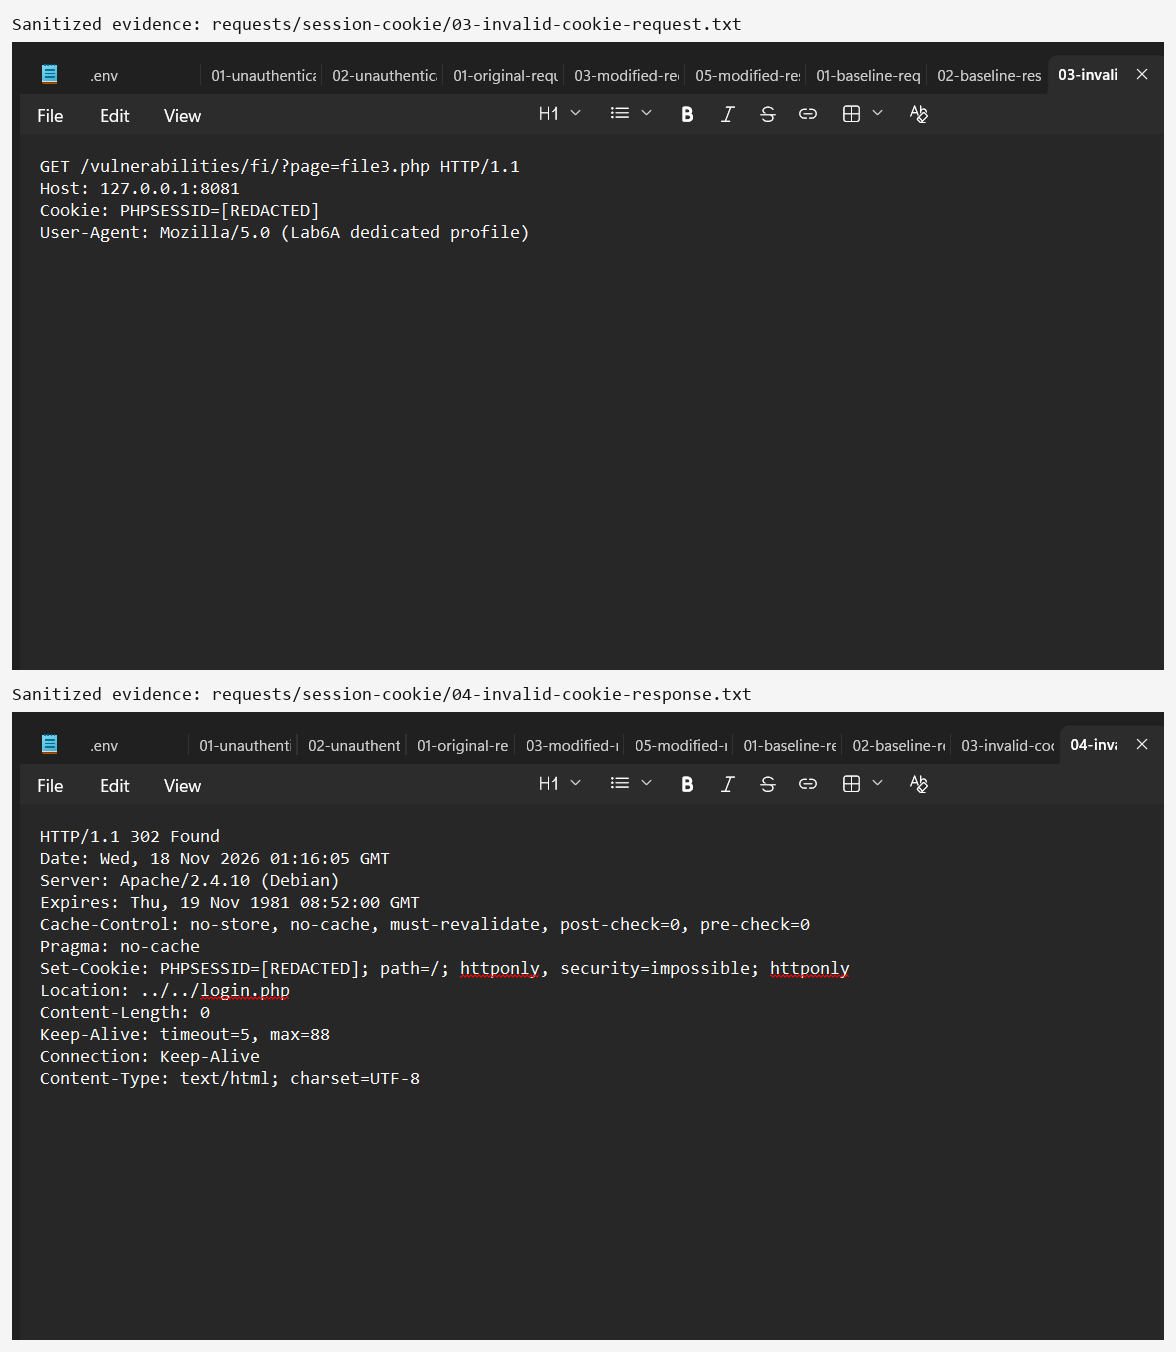 Sanitized evidence: requests/session-cookie/03-invalid-cookie-request.txt
.env 01-unauthentica 02-unauthentic 01-original-requ 03-modified-re 05-modified-res 01-baseline-req 02-baseline-res 03-invali
File Edit View H1 B I S Ab
GET /vulnerabilities/fi/?page=file3.php HTTP/1.1
Host: 127.0.0.1:8081
Cookie: PHPSESSID=[REDACTED]
User-Agent: Mozilla/5.0 (Lab6A dedicated profile)
Sanitized evidence: requests/session-cookie/04-invalid-cookie-response.txt
.env 01-unauthenti 02-unauthent 01-original-re 03-modified-r 05-modified-r 01-baseline-re 02-baseline-r 03-invalid-coo 04-inva
File Edit View H1 B I S Ab
HTTP/1.1 302 Found
Date: Wed, 18 Nov 2026 01:16:05 GMT
Server: Apache/2.4.10 (Debian)
Expires: Thu, 19 Nov 1981 08:52:00 GMT
Cache-Control: no-store, no-cache, must-revalidate, post-check=0, pre-check=0
Pragma: no-cache
Set-Cookie: PHPSESSID=[REDACTED]; path=/; httponly, security=impossible; httponly
Location: ../../login.php
Content-Length: 0
Keep-Alive: timeout=5, max=88
Connection: Keep-Alive
Content-Type: text/html; charset=UTF-8